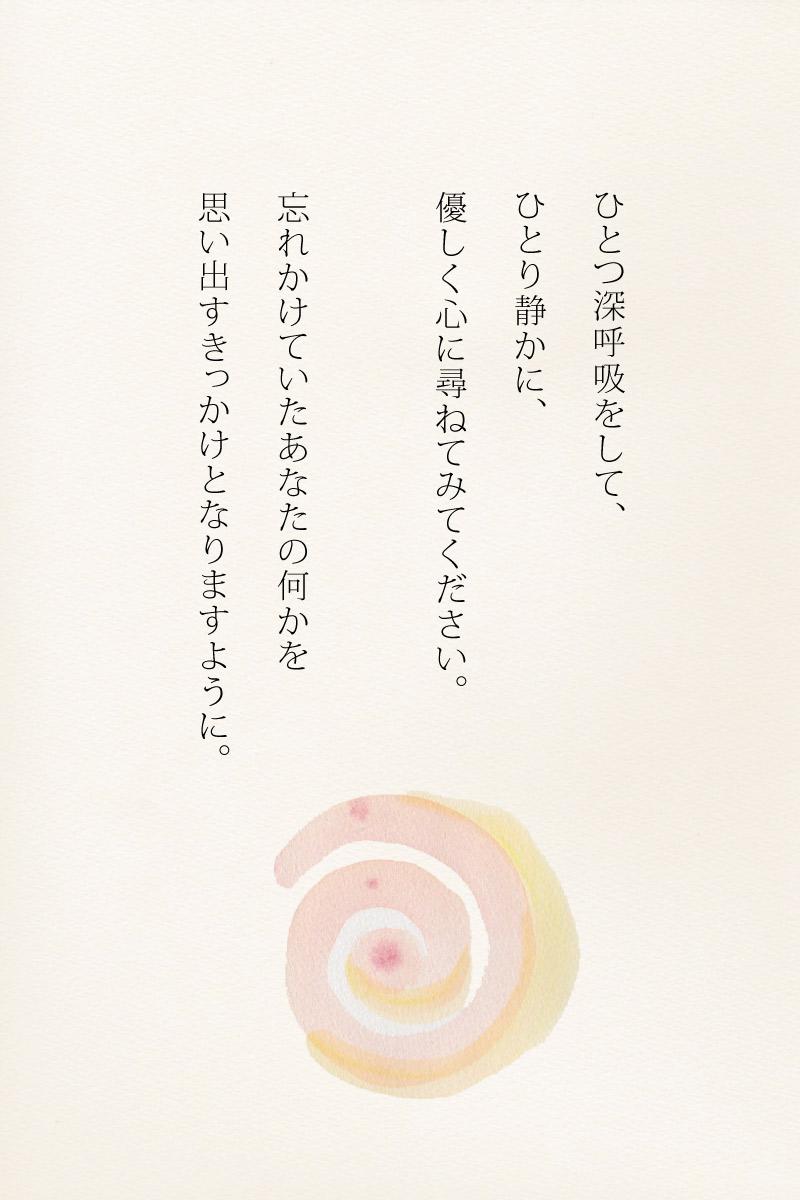 ひとつ深呼吸をして、
ひとり静かに、
優しく心に尋ねてみてください。
忘れかけていたあなたの何かを
思い出すきっかけとなりますように。